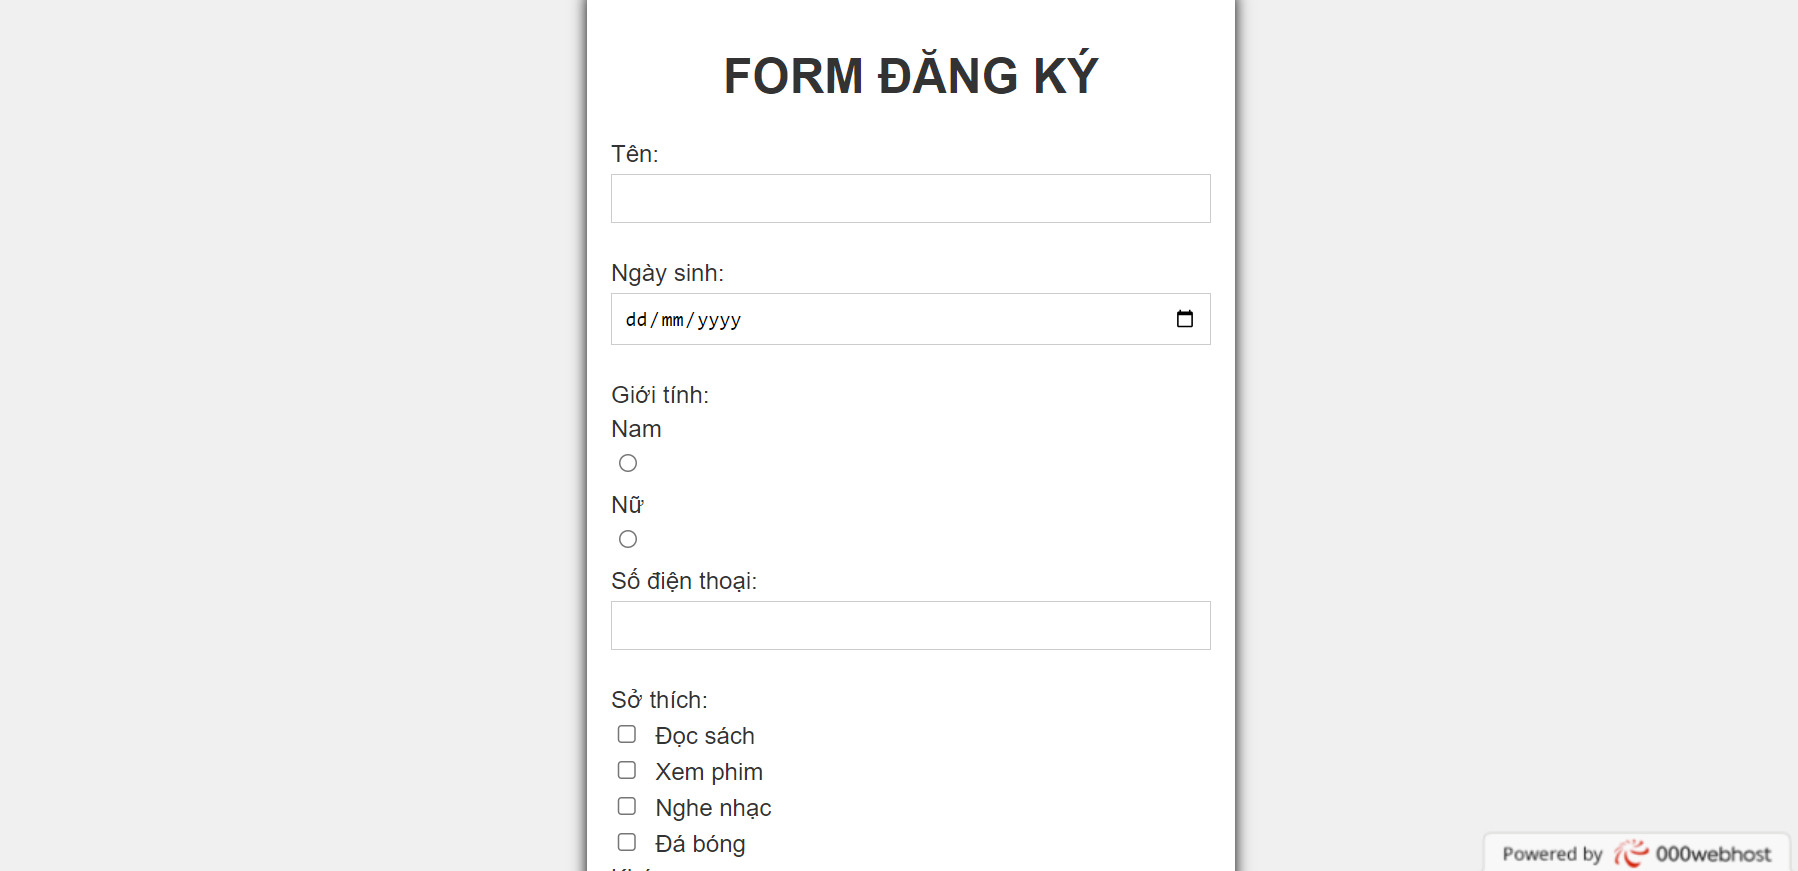 FORM ĐĂNG KÝ
Tên:
Ngày sinh:
dd/mm/yyyy
Giới tính:
Nam
Nữ
Số điện thoại:
Sở thích:
Đọc sách
Xem phim
Nghe nhạc
Đá bóng
Powered by 000webhost